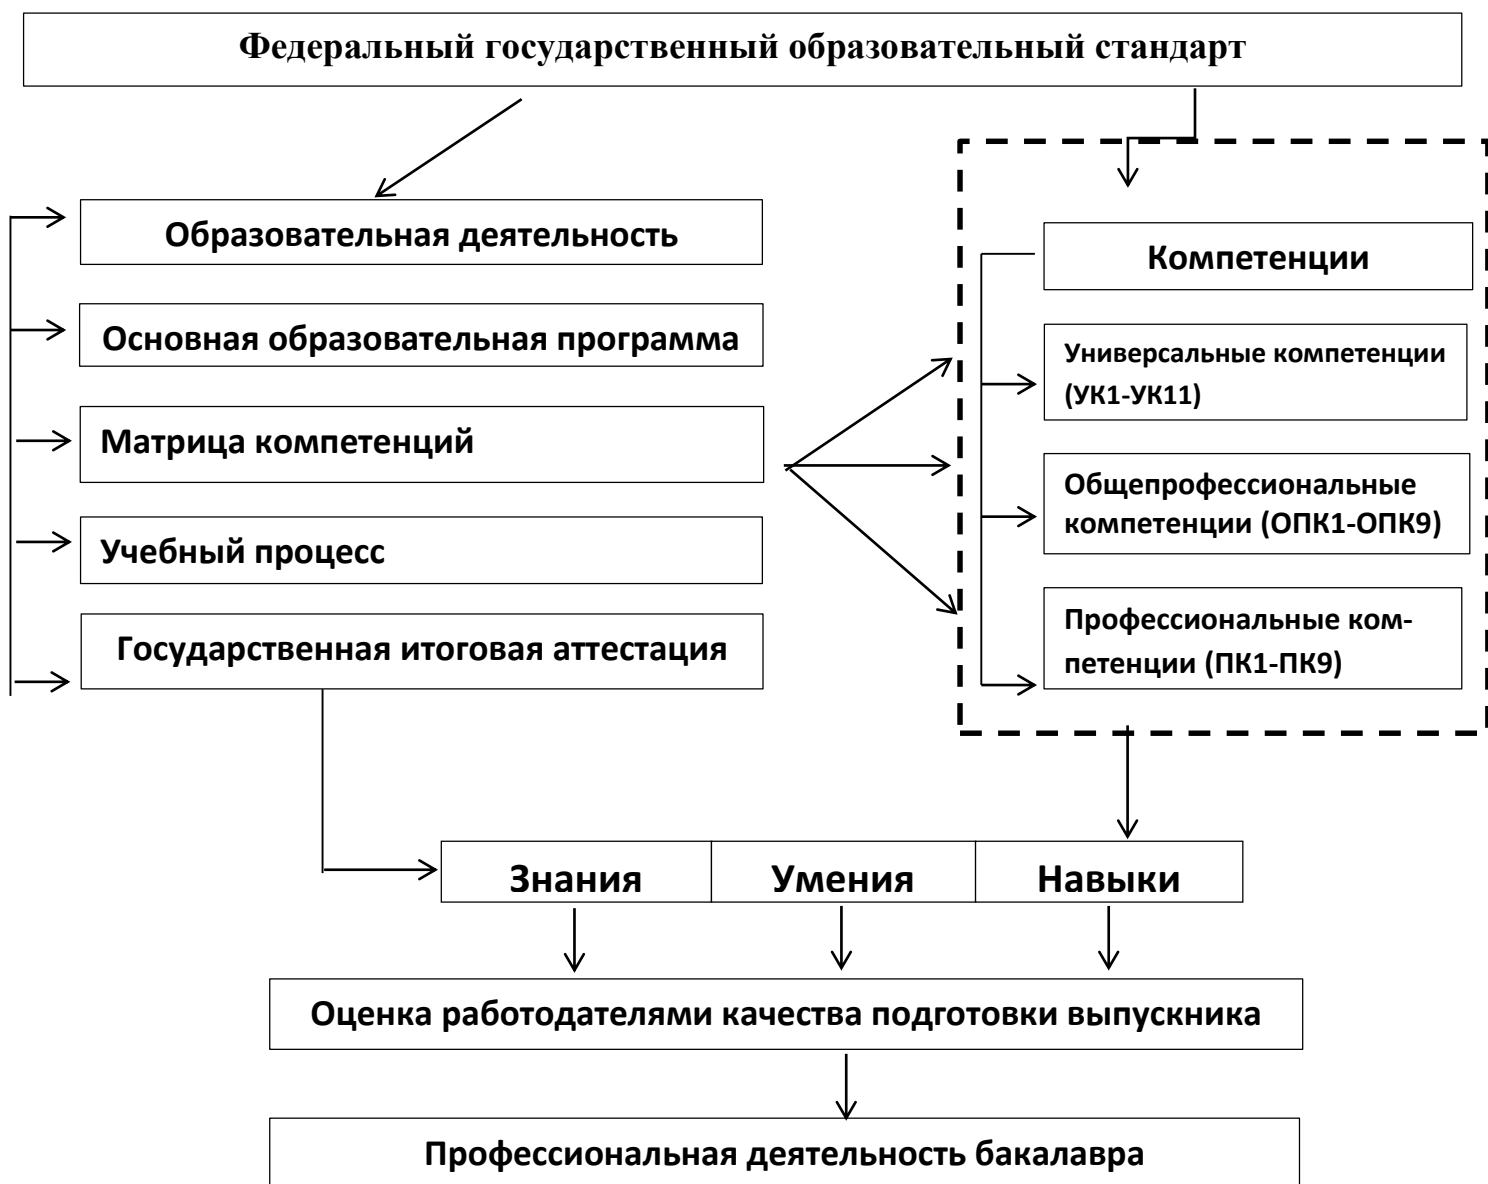 Федеральный государственный образовательный стандарт
Образовательная деятельность
Основная образовательная программа
Матрица компетенций
Учебный процесс
Государственная итоговая аттестация
Компетенции
Универсальные компетенции
(УК1-УК11)
Общепрофессиональные
компетенции (ОПК1-ОПК9)
Профессиональные ком-
петенции (ПК1-ПК9)
Знания
Умения
Навыки
Оценка работодателями качества подготовки выпускника
Профессиональная деятельность бакалавра